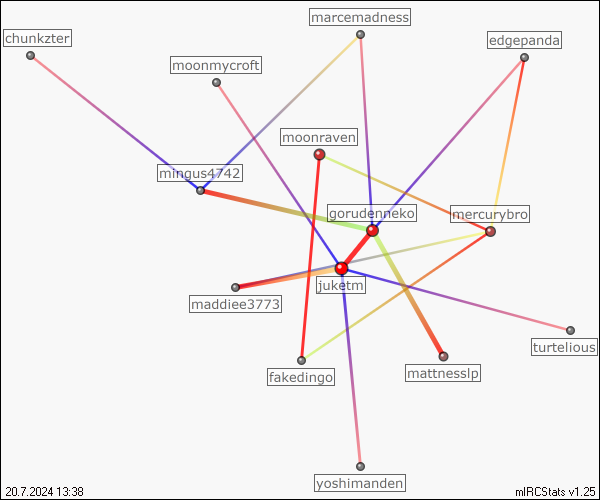 marcemadness
chunkzter
edgepanda
moonmycroft
moonraven
mingus4742
gorudenneko
mercurybro
juketm
maddiee3773
turtelious
mattnesslp
fakedingo
yoshimanden
20.7.2024 13:38
mIRCStats v1.25